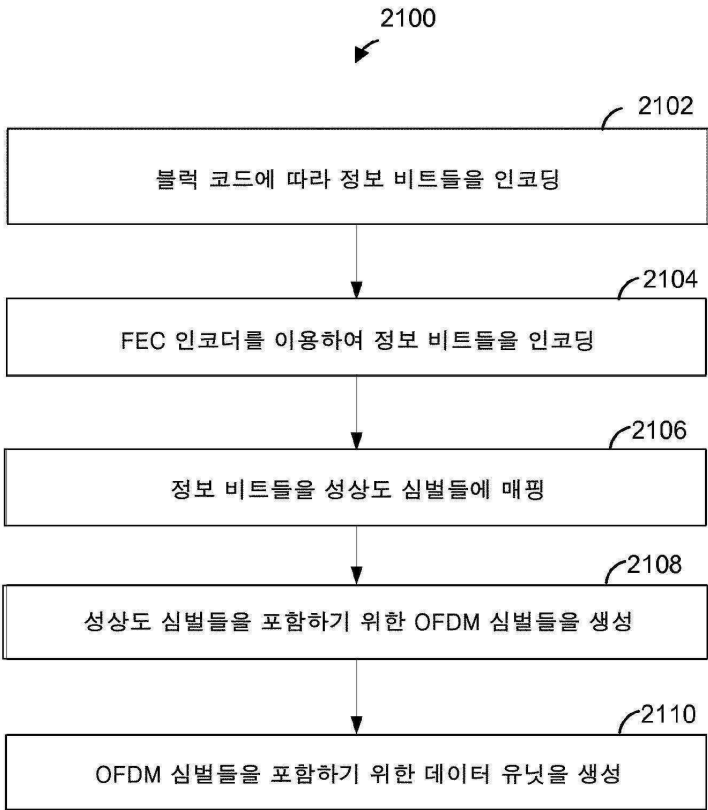 2100
2102
블럭 코드에 따라 정보 비트들을 인코딩
2104
FEC 인코더를 이용하여 정보 비트들을 인코딩
2106
정보 비트들을 성상도 심벌들에 매핑
2108
성상도 심벌들을 포함하기 위한 OFDM 심벌들을 생성
2110
OFDM 심벌들을 포함하기 위한 데이터 유닛을 생성